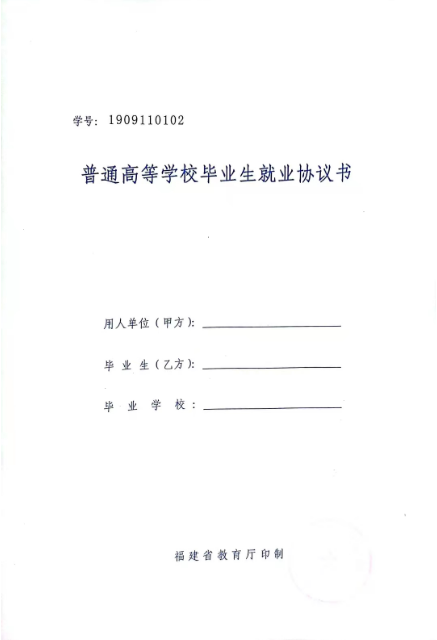 学号: 1909110102
普通高等学校毕业生就业协议书
用人单位(甲方):
毕业生(乙方):
毕业学校:
福建省教育厅印制